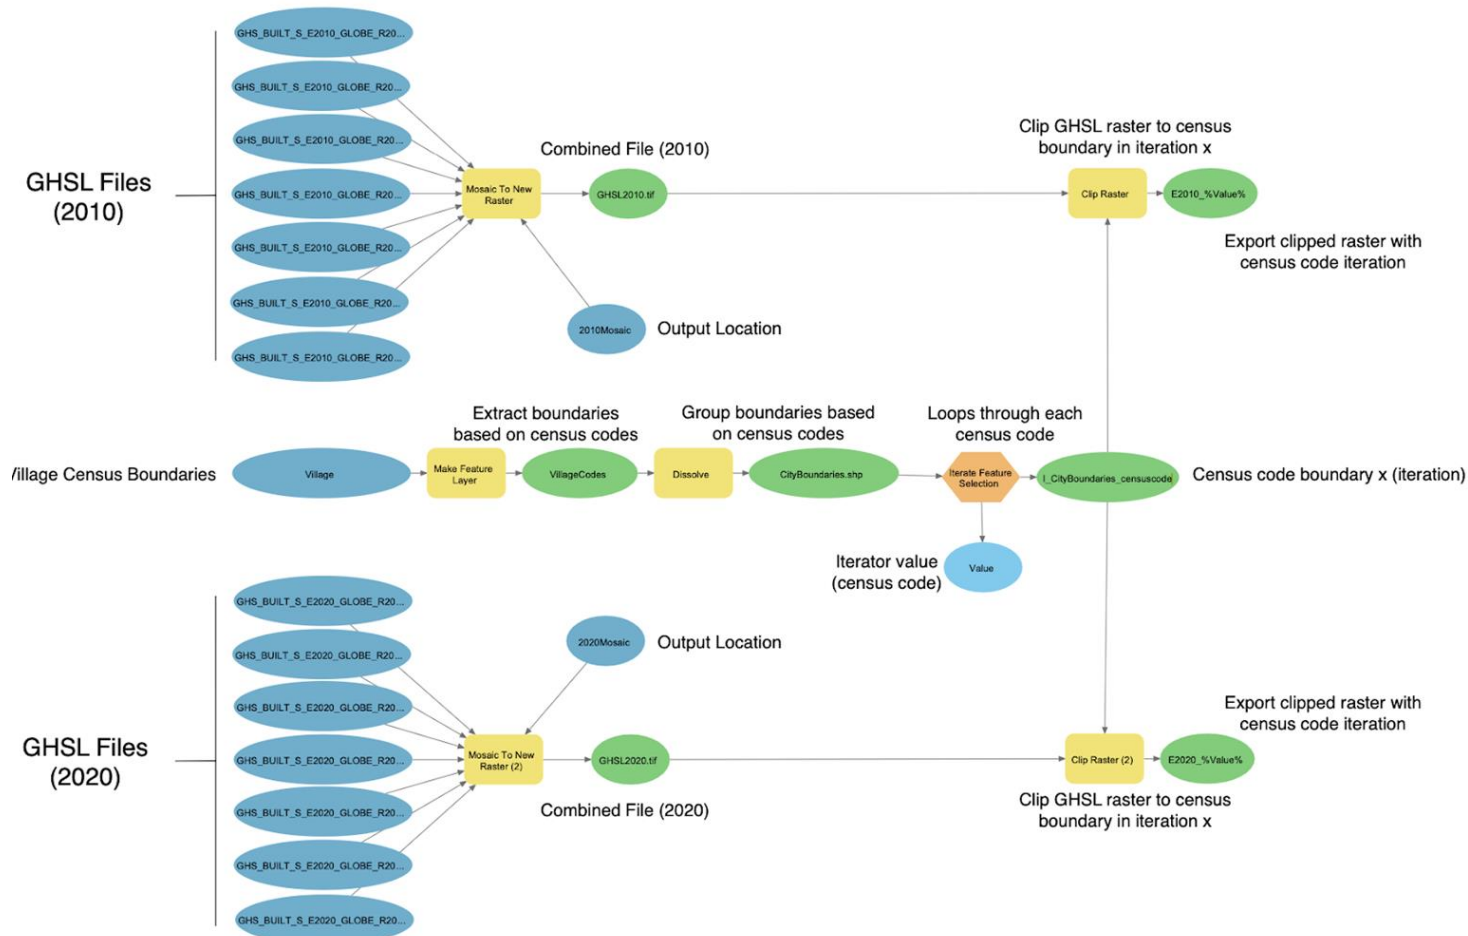 GHSL Files
(2010)
GHS_BUILT_S_E2010_GLOBE_R20...
GHS_BUILT_S_E2010_GLOBE_R20...
GHS_BUILT_S_E2010_GLOBE_R20...
GHS_BUILT_S_E2010_GLOBE_R20...
GHS_BUILT_S_E2010_GLOBE_R20...
GHS_BUILT_S_E2010_GLOBE_R20...
GHS_BUILT_S_E2010_GLOBE_R20...
Mosaic To New
Raster
Combined File (2010)
GHSL2010.tif
2010Mosaic
Output Location
Clip GHSL raster to census
boundary in iteration x
Clip Raster
E2010_%Value%
Export clipped raster with
census code iteration
/illage Census Boundaries
Village
Make Feature
Layer
Extract boundaries
based on census codes
VillageCodes
Dissolve
Group boundaries based
on census codes
CityBoundaries.shp
Loops through each
census code
Iterate Feature
Selection
I_CityBoundaries_censuscode
Census code boundary x (iteration)
Iterator value
(census code)
Value
GHSL Files
(2020)
GHS_BUILT_S_E2020_GLOBE_R20...
GHS_BUILT_S_E2020_GLOBE_R20...
GHS_BUILT_S_E2020_GLOBE_R20...
GHS_BUILT_S_E2020_GLOBE_R20...
GHS_BUILT_S_E2020_GLOBE_R20...
GHS_BUILT_S_E2020_GLOBE_R20...
GHS_BUILT_S_E2020_GLOBE_R20...
2020Mosaic
Output Location
Mosaic To New
Raster (2)
GHSL2020.tif
Combined File (2020)
Clip Raster (2)
E2020_%Value%
Export clipped raster with
census code iteration
Clip GHSL raster to census
boundary in iteration x